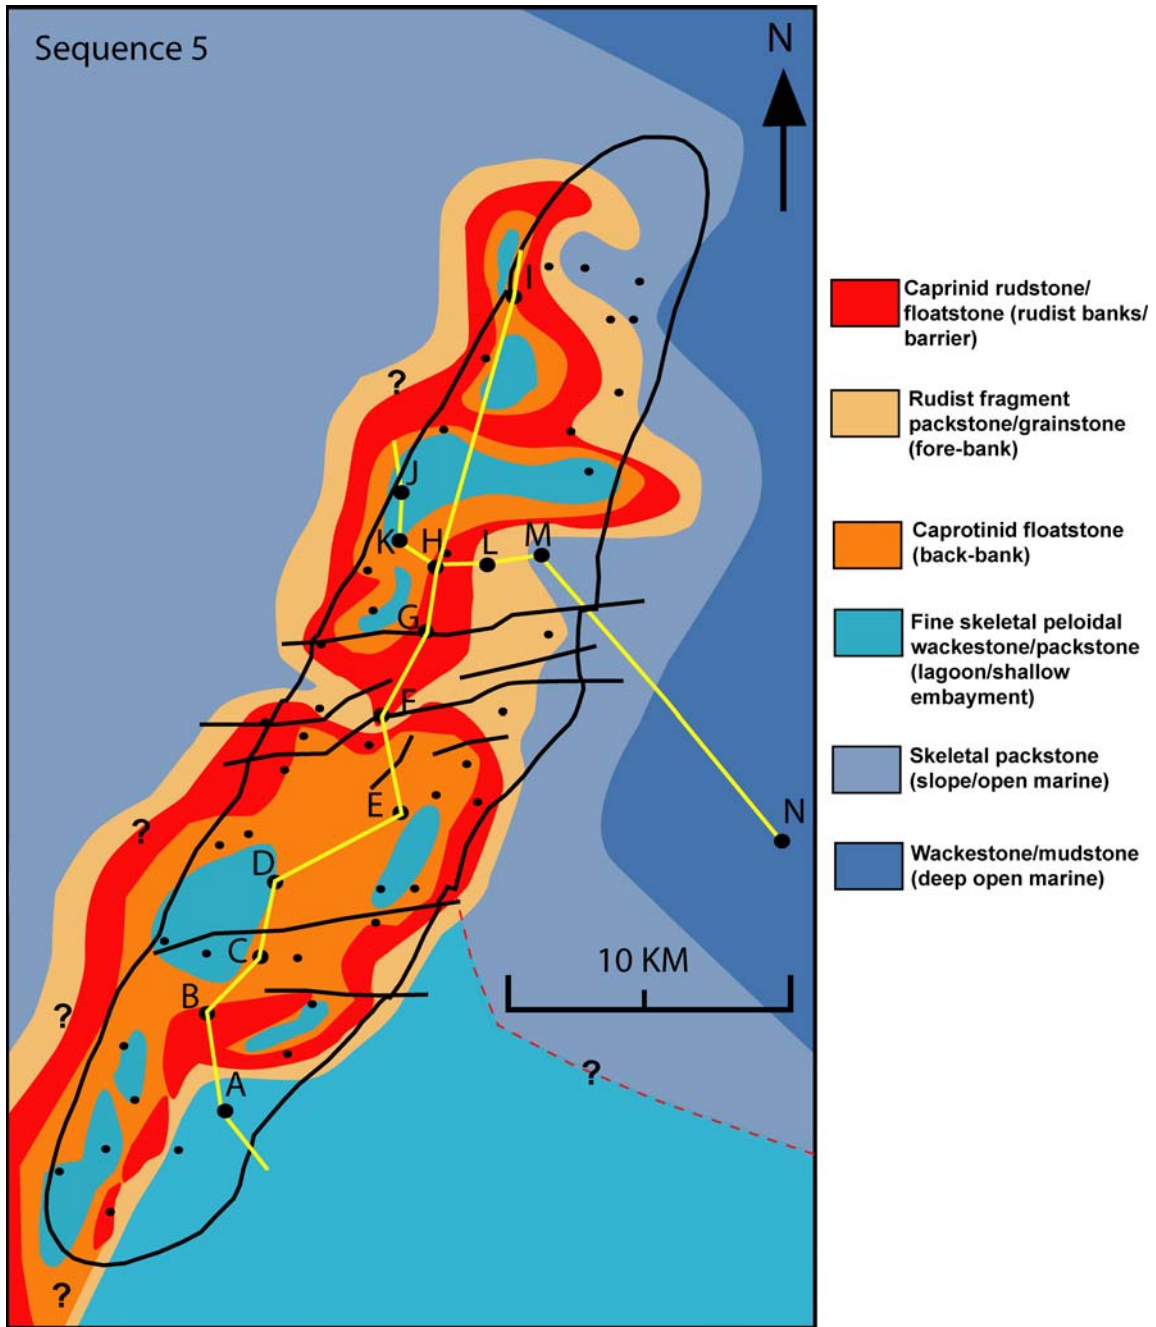 Sequence 5
N
I
?
J
K
H
L
M
G
F
E
N
?
D
C
10 KM
B
?
?
A
?
Caprinid rudstone/
floatstone (rudist banks/
barrier)
Rudist fragment
packstone/grainstone
(fore-bank)
Caprotinid floatstone
(back-bank)
Fine skeletal peloidal
wackestone/packstone
(lagoon/shallow
embayment)
Skeletal packstone
(slope/open marine)
Wackestone/mudstone
(deep open marine)